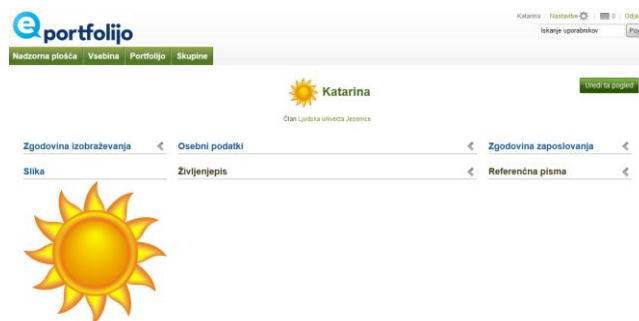 Katarina | Nastavitve | 0 | Odja
eportfolijo
Iskanje uporabnikov
Nadzorna plošča Vsebina Portfolijo Skupine
Katarina
Uredi ta pogled
Član Ljudska univerza Jesenice
Zgodovina izobraževanja Osebni podatki Zgodovina zaposlovanja
Slika Življenjepis Referenčna pisma